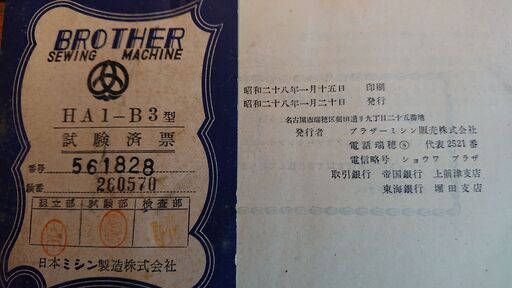 BROTHER
SEWING MACHINE
HA1-B3型
試験済票
番号 561828
機番 260570
組立部 試験部 検査部
日本ミシン製造株式会社
昭和二十八年一月十五日 印刷
昭和二十八年一月二十日 発行
名古屋市瑞穂区堀田通リ九丁目二十五番地
発行者 ブラザーミシン販売株式会社
電話瑞穂⑧ 代表2521番
電信略号 ショウワ ブラザ
取引銀行 帝国銀行 上前津支店
東海銀行 堀田支店